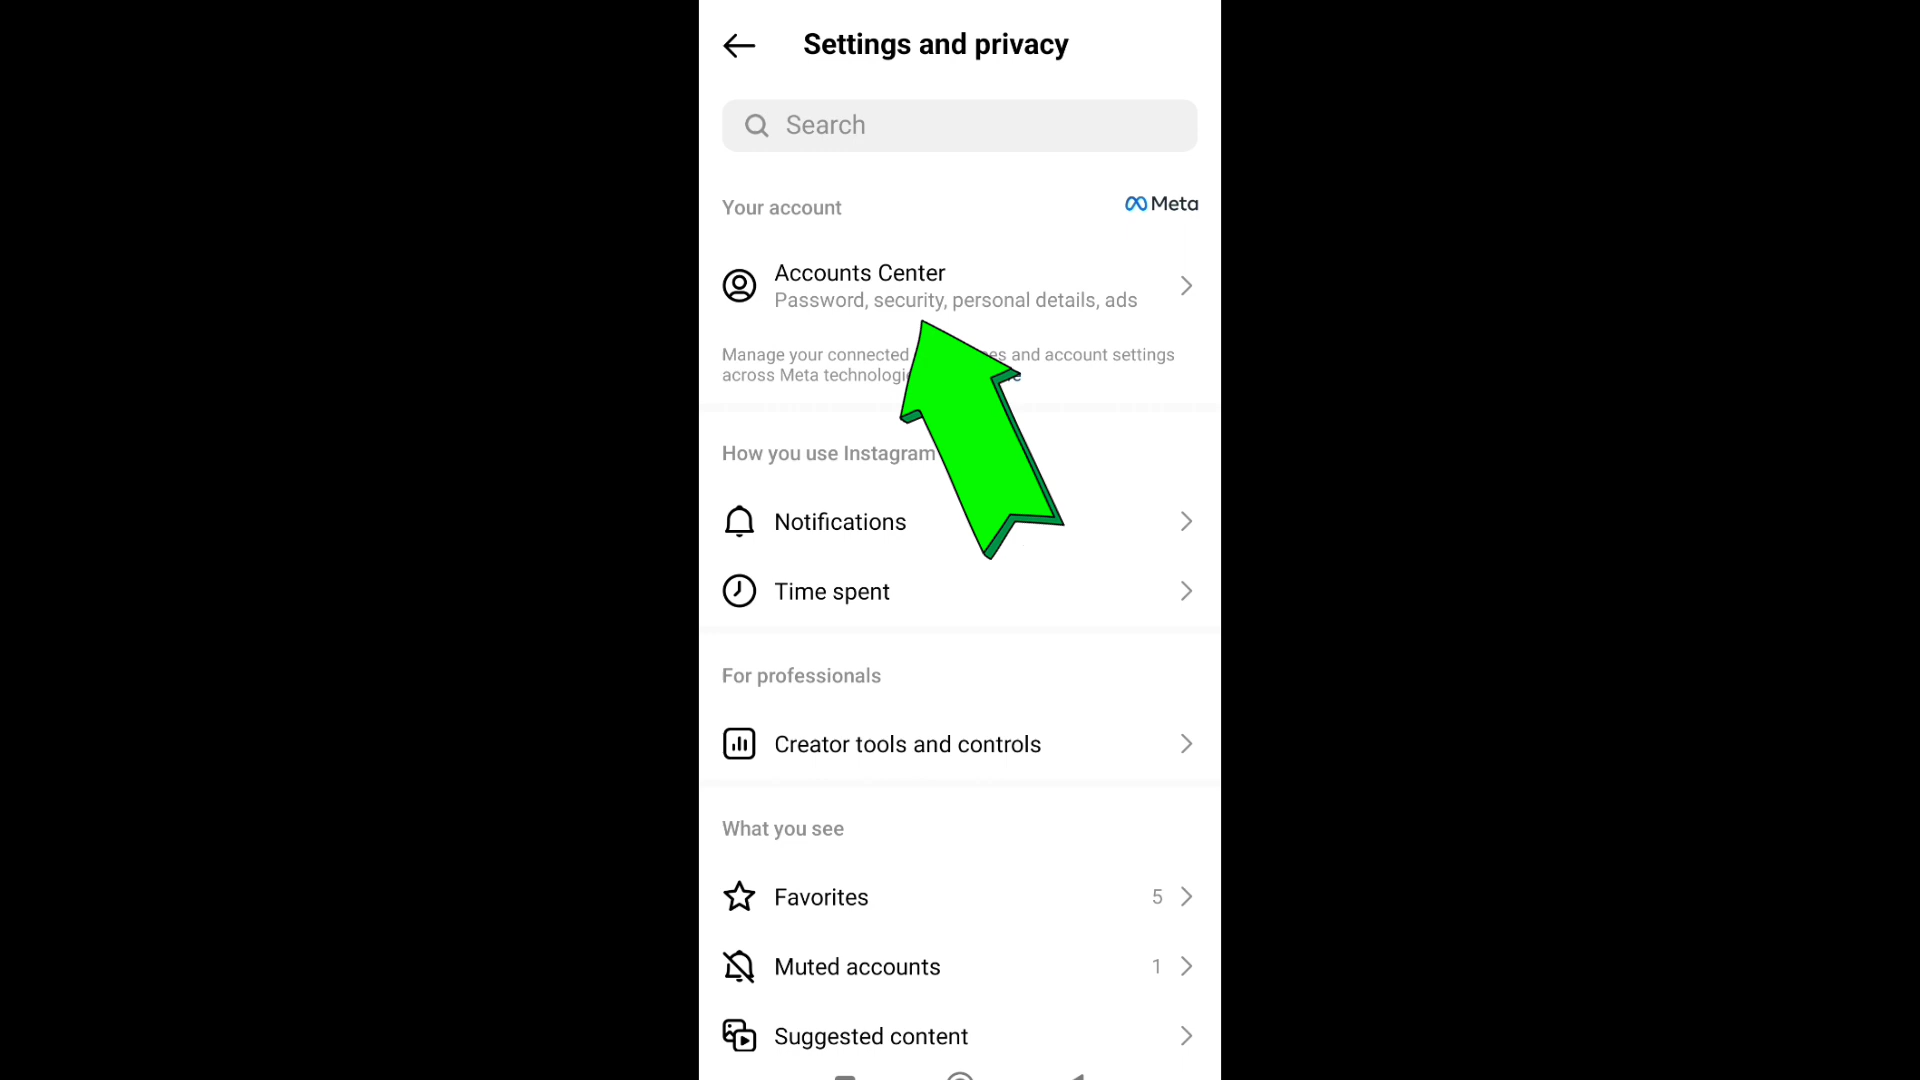 Settings and privacy
Search
Your account
Meta
Accounts Center
Password, security, personal details, ads
Manage your connected and account settings
across Meta
How you use Instagram
Notifications
Time spent
For professionals
Creator tools and controls
What you see
Favorites 5
Muted accounts 1
Suggested content